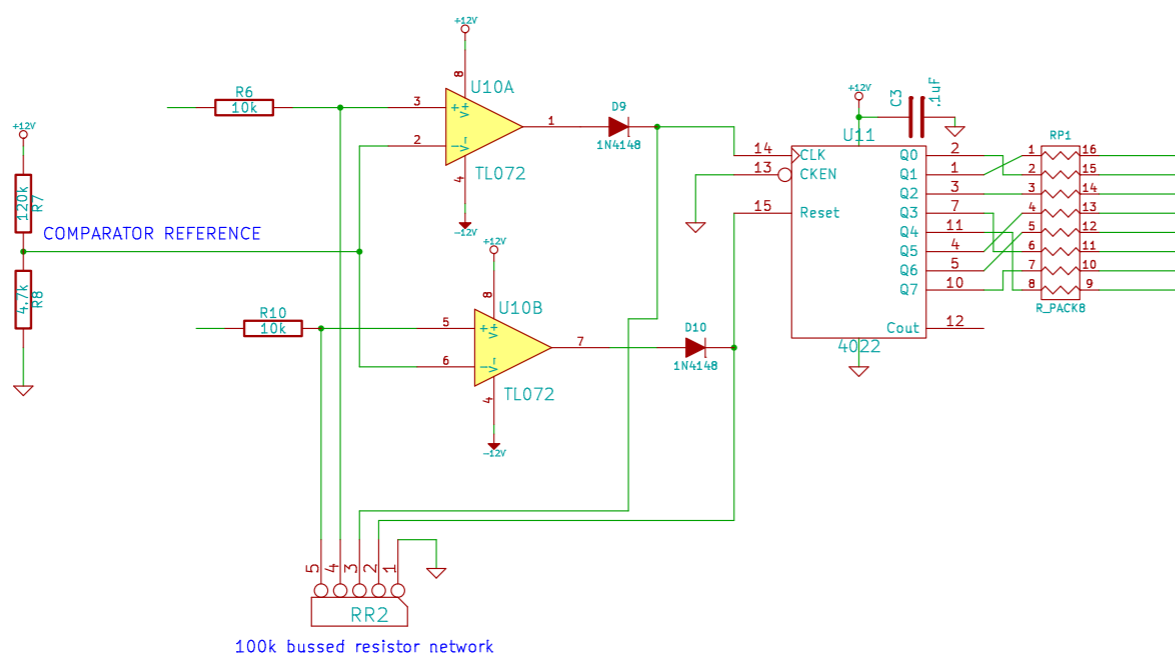 +12V
+12V
R6
10k
U10A
8
V+
3
2
1
V-
4
TL072
-12V
D9
1N4148
+12V
C3
.1uF
U11
14
CLK
13
CKEN
15
Reset
Q0
2
Q1
1
Q2
3
Q3
7
Q4
11
Q5
4
Q6
5
Q7
10
Cout
12
4022
RP1
1
16
2
15
3
14
4
13
5
12
6
11
7
10
8
9
R_PACK8
120k
R7
COMPARATOR REFERENCE
4.7k
R8
+12V
8
U10B
R10
10k
5
V+
6
7
V-
4
TL072
-12V
D10
1N4148
5
4
3
2
1
RR2
100k bussed resistor network